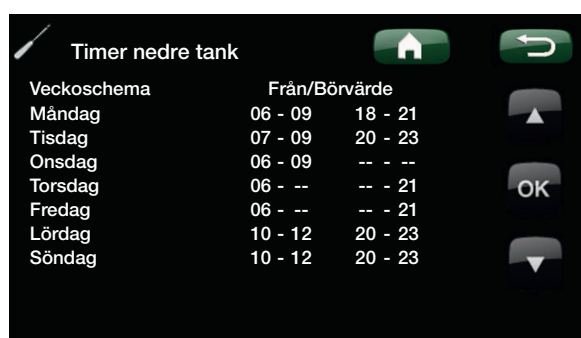 Timer nedre tank
Veckoschema Från/Börvärde
Måndag 06 - 09 18 - 21
Tisdag 07 - 09 20 - 23
Onsdag 06 - 09 -- - --
Torsdag 06 - -- -- - 21
Fredag 06 - -- -- - 21
Lördag 10 - 12 20 - 23
Söndag 10 - 12 20 - 23
OK